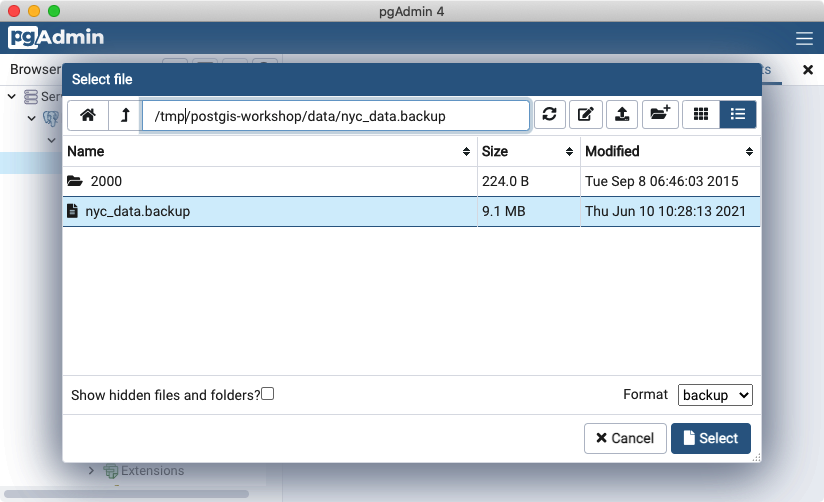 pgAdmin 4
pgAdmin
Browser
ts
Ser
Select file
/tmp/postgis-workshop/data/nyc_data.backup
Name Size Modified
2000 224.0 B Tue Sep 8 06:46:03 2015
nyc_data.backup 9.1 MB Thu Jun 10 10:28:13 2021
Show hidden files and folders?
Format backup
Cancel Select
Extensions